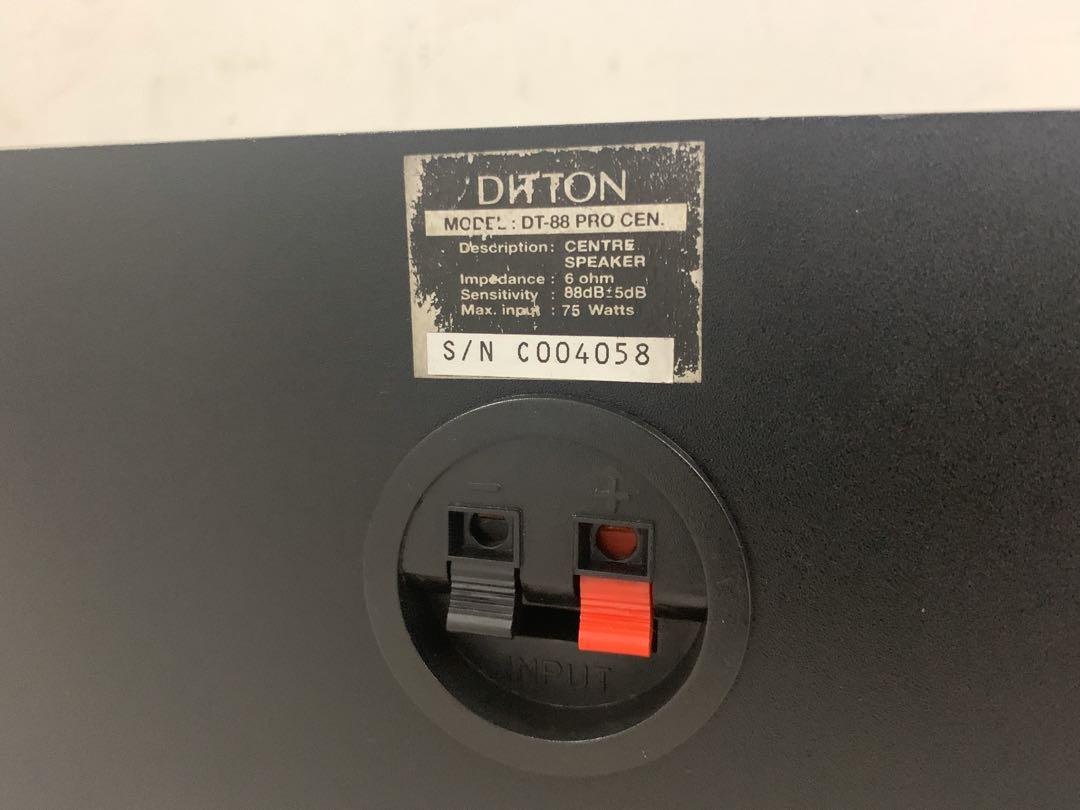 DITTON
MODEL : DT-88 PRO CEN.
Description : CENTRE
SPEAKER
Impedance : 6 ohm
Sensitivity : 88dB±5dB
Max. input : 75 Watts
S/N C004058
- +
INPUT